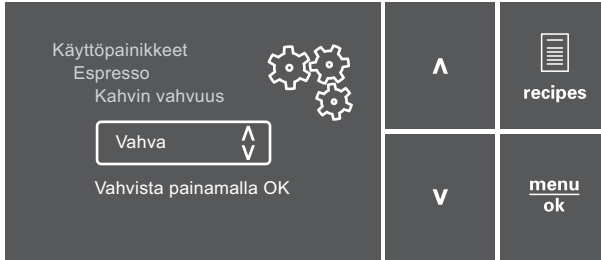 Käyttöpainikkeet
Espresso
Kahvin vahvuus
Vahva
Vahvista painamalla OK
recipes
menu
ok